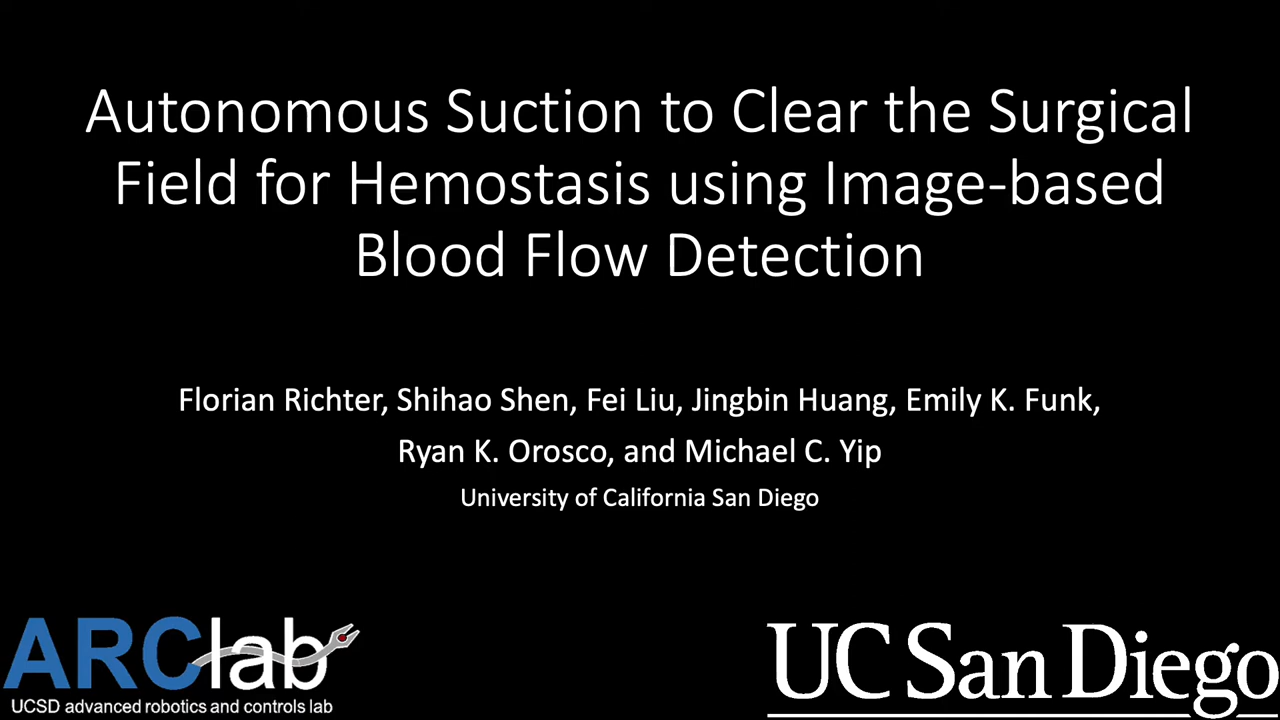 Autonomous Suction to Clear the Surgical
Field for Hemostasis using Image-based
Blood Flow Detection
Florian Richter, Shihao Shen, Fei Liu, Jingbin Huang, Emily K. Funk,
Ryan K. Orosco, and Michael C. Yip
University of California San Diego
ARClab
UCSD advanced robotics and controls lab
UC San Diego